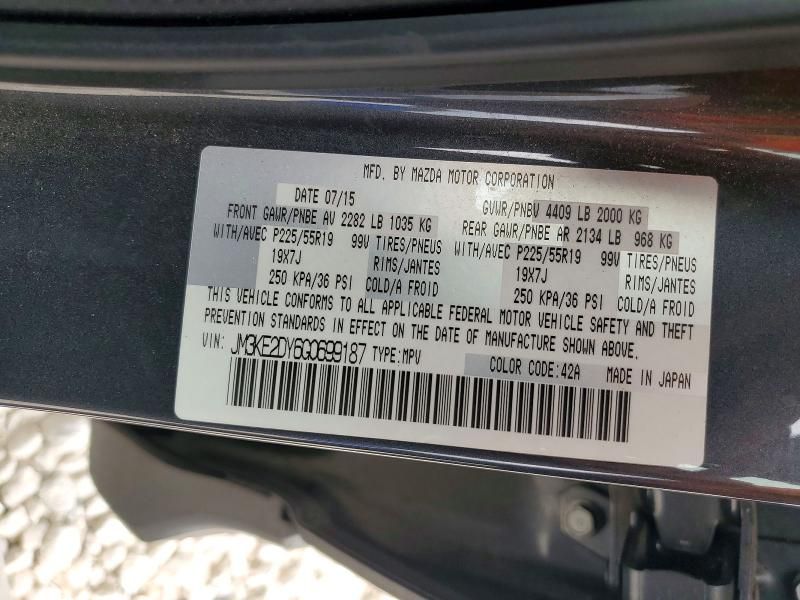 MFD. BY MAZDA MOTOR CORPORATION
DATE 07/15 GVWR/PNBV 4409 LB 2000 KG
FRONT GAWR/PNBE AV 2282 LB 1035 KG REAR GAWR/PNBE AR 2134 LB 968 KG
WITH/AVEC P225/55R19 99V TIRES/PNEUS WITH/AVEC P225/55R19 99V TIRES/PNEUS
19X7J RIMS/JANTES 19X7J RIMS/JANTES
250 KPA/36 PSI COLD/A FROID 250 KPA/36 PSI COLD/A FROID
THIS VEHICLE CONFORMS TO ALL APPLICABLE FEDERAL MOTOR VEHICLE SAFETY AND THEFT
PREVENTION STANDARDS IN EFFECT ON THE DATE OF MANUFACTURE SHOWN ABOVE.
VIN: JM3KE2DY6G0699187 TYPE:MPV COLOR CODE:42A MADE IN JAPAN